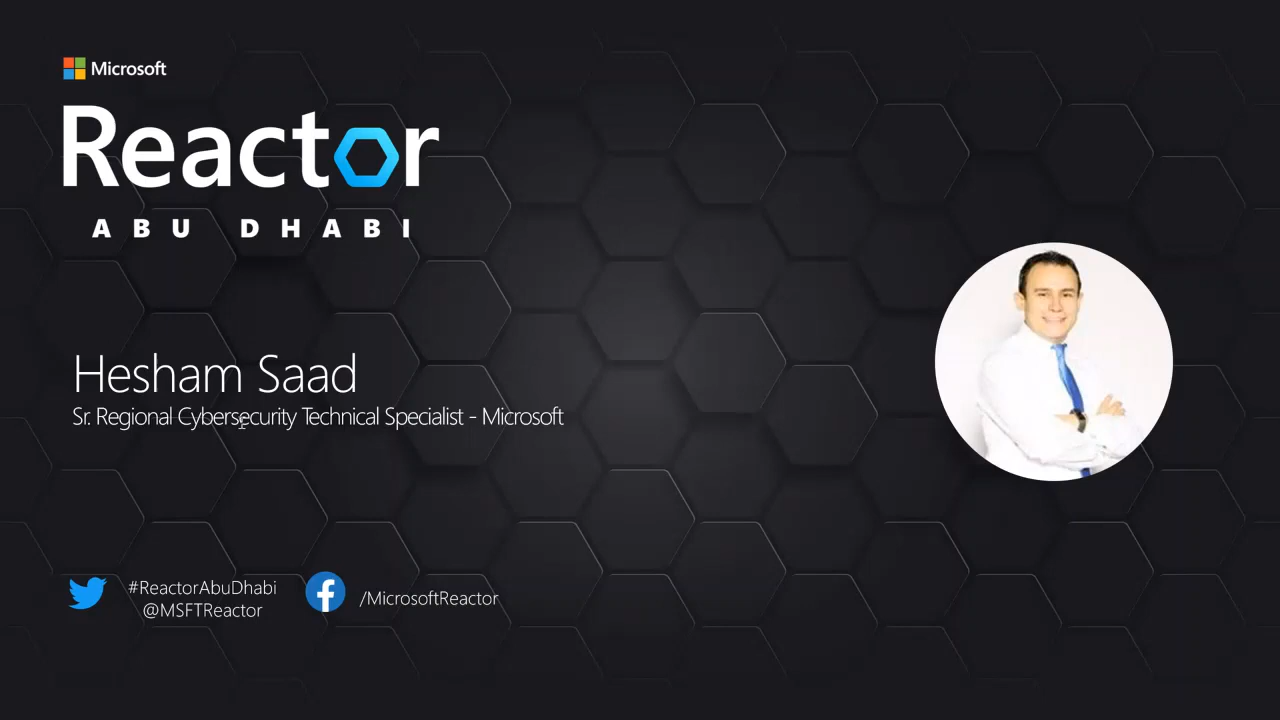 Microsoft
Reactor
ABU DHABI
Hesham Saad
Sr. Regional Cybersecurity Technical Specialist - Microsoft
#ReactorAbuDhabi
@MSFTReactor
/MicrosoftReactor